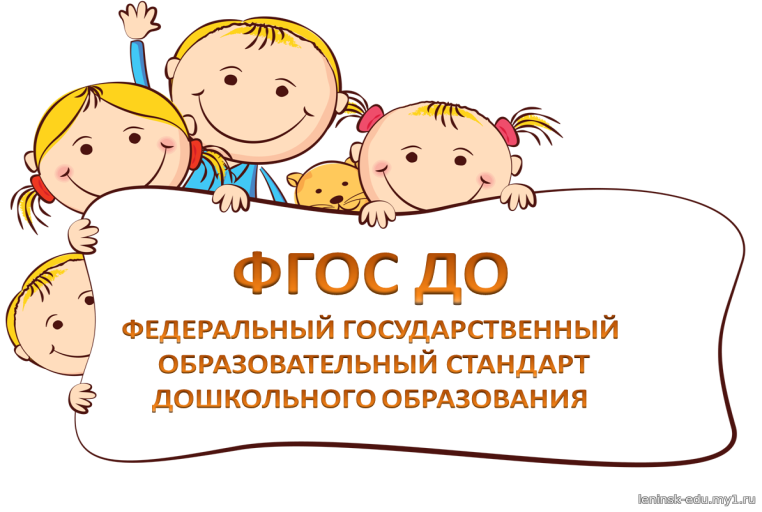 ФГОС ДО
ФЕДЕРАЛЬНЫЙ ГОСУДАРСТВЕННЫЙ
ОБРАЗОВАТЕЛЬНЫЙ СТАНДАРТ
ДОШКОЛЬНОГО ОБРАЗОВАНИЯ
leninsk-edu.my1.ru